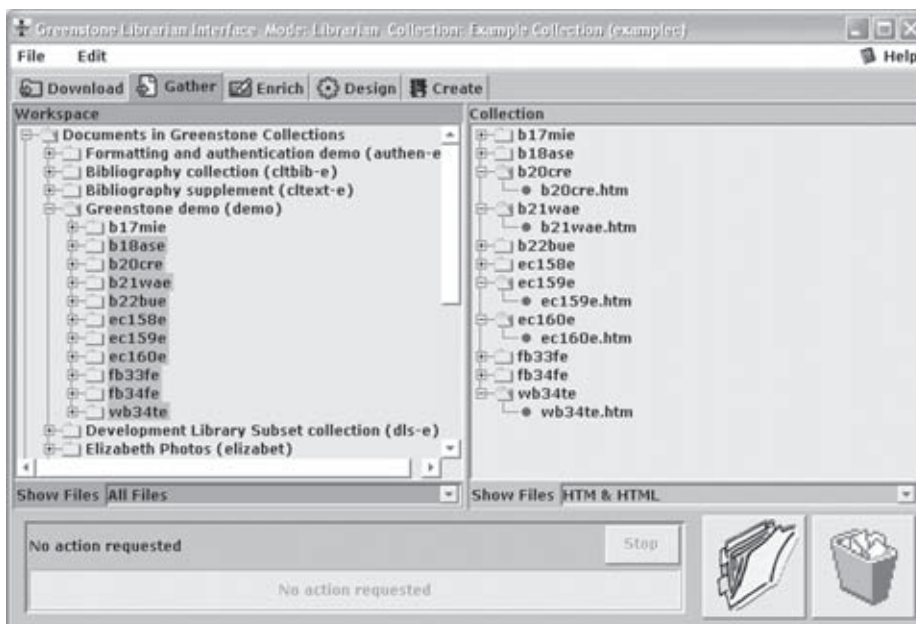 Greenstone Librarian Interface Mode: Librarian Collection: Example Collection (examplec)
File Edit Help
Download Gather Enrich Design Create
Workspace
Documents in Greenstone Collections
Formatting and authentication demo (authen-e
Bibliography collection (cltbib-e)
Bibliography supplement (cltext-e)
Greenstone demo (demo)
b17mie
b18ase
b20cre
b21wae
b22bue
ec158e
ec159e
ec160e
fb33fe
fb34fe
wb34te
Development Library Subset collection (dls-e)
Elizabeth Photos (elizabet)
Show Files All Files
Collection
b17mie
b18ase
b20cre
b20cre.htm
b21wae
b21wae.htm
b22bue
ec158e
ec159e
ec159e.htm
ec160e
ec160e.htm
fb33fe
fb34fe
wb34te
wb34te.htm
Show Files HTM & HTML
No action requested
Stop
No action requested